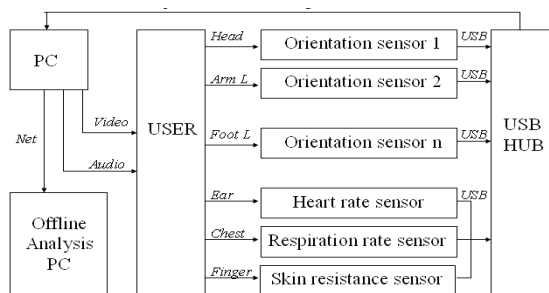 PC
Net
Video
Audio
Offline
Analysis
PC
USER
Head
Orientation sensor 1
USB
Arm L
Orientation sensor 2
USB
Foot L
Orientation sensor n
USB
Ear
Heart rate sensor
USB
Chest
Respiration rate sensor
Finger
Skin resistance sensor
USB
HUB